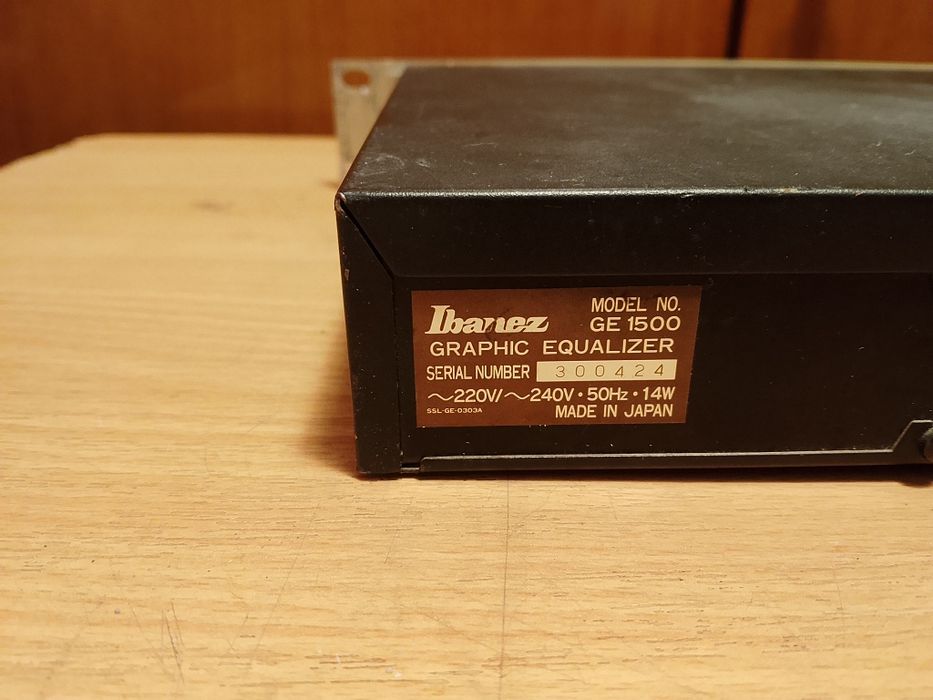 Ibanez MODEL NO.
GE 1500
GRAPHIC EQUALIZER
SERIAL NUMBER 300424
~220V/~240V·50Hz·14W
SSL-GE-0303A MADE IN JAPAN